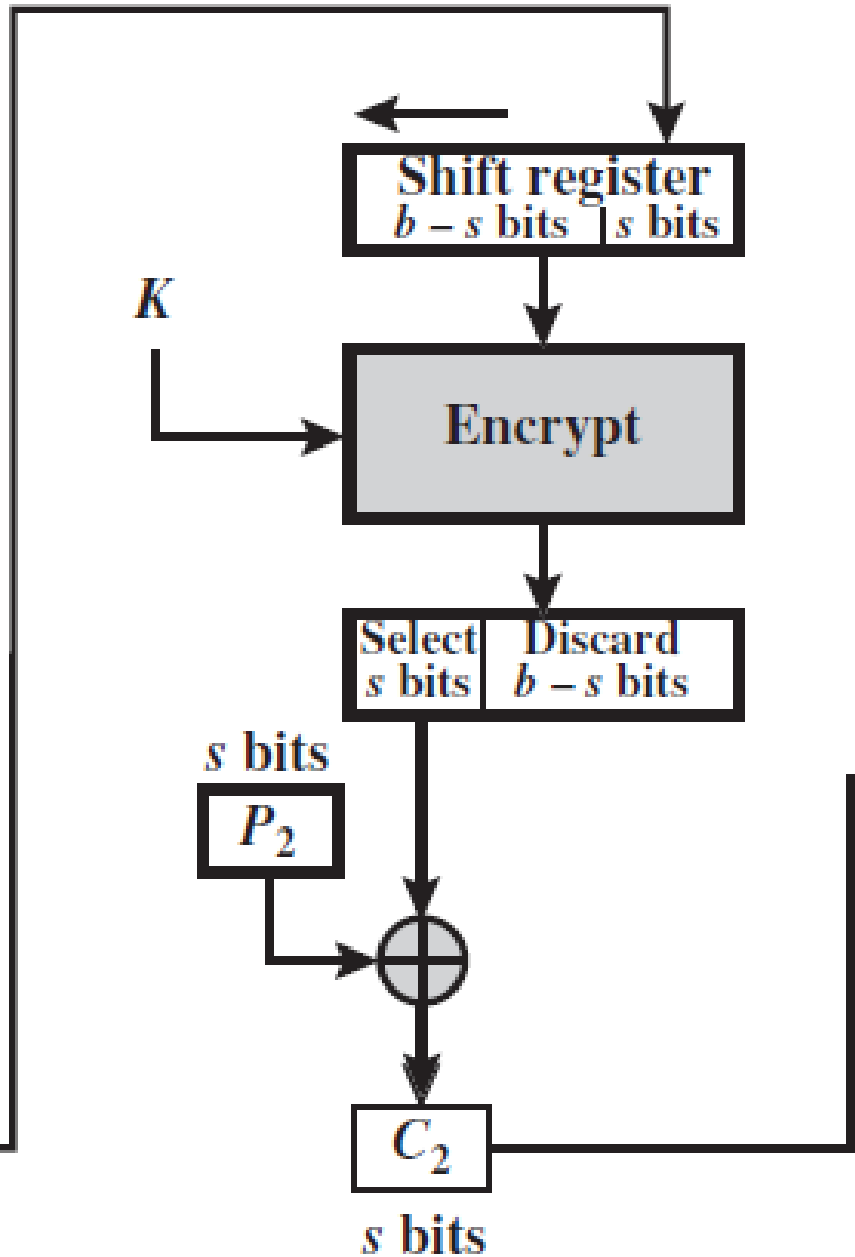 Shift register
b – s bits s bits
K
Encrypt
Select Discard
s bits b – s bits
s bits
P2
C2
s bits